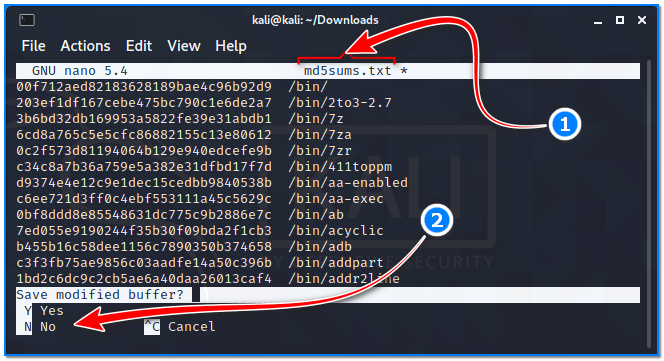 kali@kali: ~/Downloads
File Actions Edit View Help
GNU nano 5.4 md5sums.txt *
00f712aed82183628189bae4c96b92d9 /bin/
203ef1df167cebe475bc790c1e6de2a7 /bin/2to3-2.7
3b6bd32db169953a5822fe39e31abdb1 /bin/7z
6cd8a765c5e5cfc86882155c13e80612 /bin/7za
0c2f573d81194064b129e940edcefe9b /bin/7zr
c34c8a7b36a759e5a382e31dfbd17f7d /bin/411toppm
d9374e4e12c9e1dec15cedbb9840538b /bin/aa-enabled
c6ee721d3ff0c4ebf553111a45c5629c /bin/aa-exec
0bf8ddd8e85548631dc775c9b2886e7c /bin/ab
7ed055e9190244f35b30f09bda2f1cb3 /bin/acyclic
b455b16c58dee1156c7890350b374658 /bin/adb
c3f3fb75ae9856c03aadfe14a50c396b /bin/addpart
1bd2c6dc9c2cb5ae6a40daa26013caf4 /bin/addr2line
Save modified buffer?
Y Yes
N No ^C Cancel
1
2